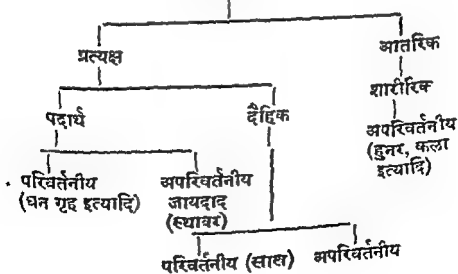 प्रत्यक्ष
आतरिक
शारीरिक
पदार्थ
दैहिक
अपरिवर्तनीय
(हुनर, कला
इत्यादि)
परिवर्तनीय
(धन गृह इत्यादि)
अपरिवर्तनीय
जायदाद
(स्थावर)
परिवर्तनीय (सास) अपरिवर्तनीय